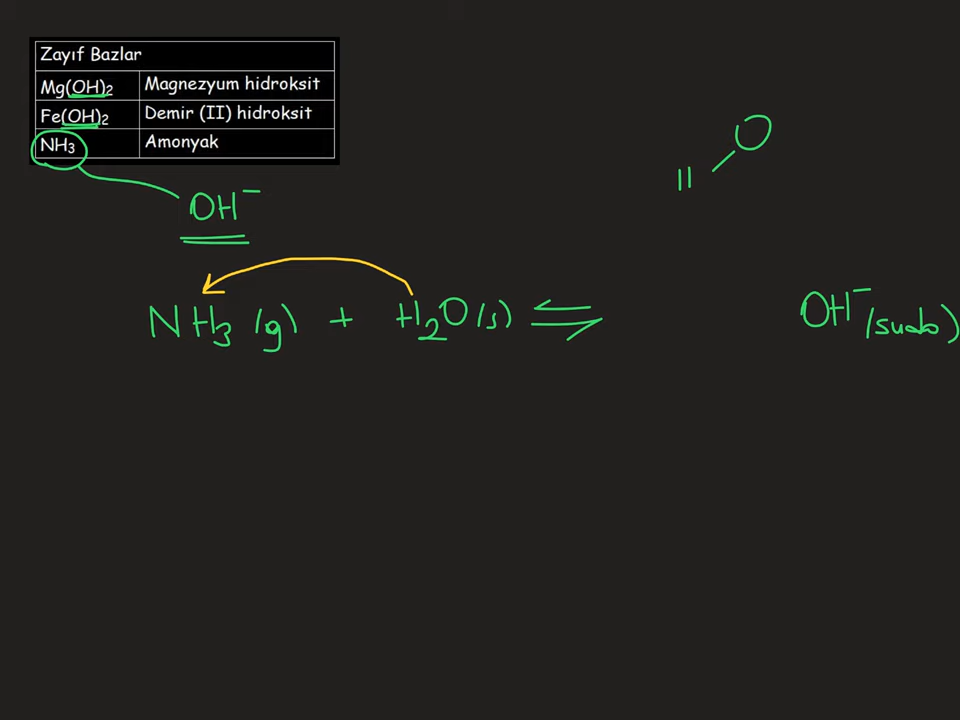 Zayıf Bazlar
Mg(OH)₂ Magnezyum hidroksit
Fe(OH)₂ Demir (II) hidroksit
NH₃ Amonyak
O
OH⁻
NH₃ (g) + H₂O (s) ⇌ OH⁻ (suda)